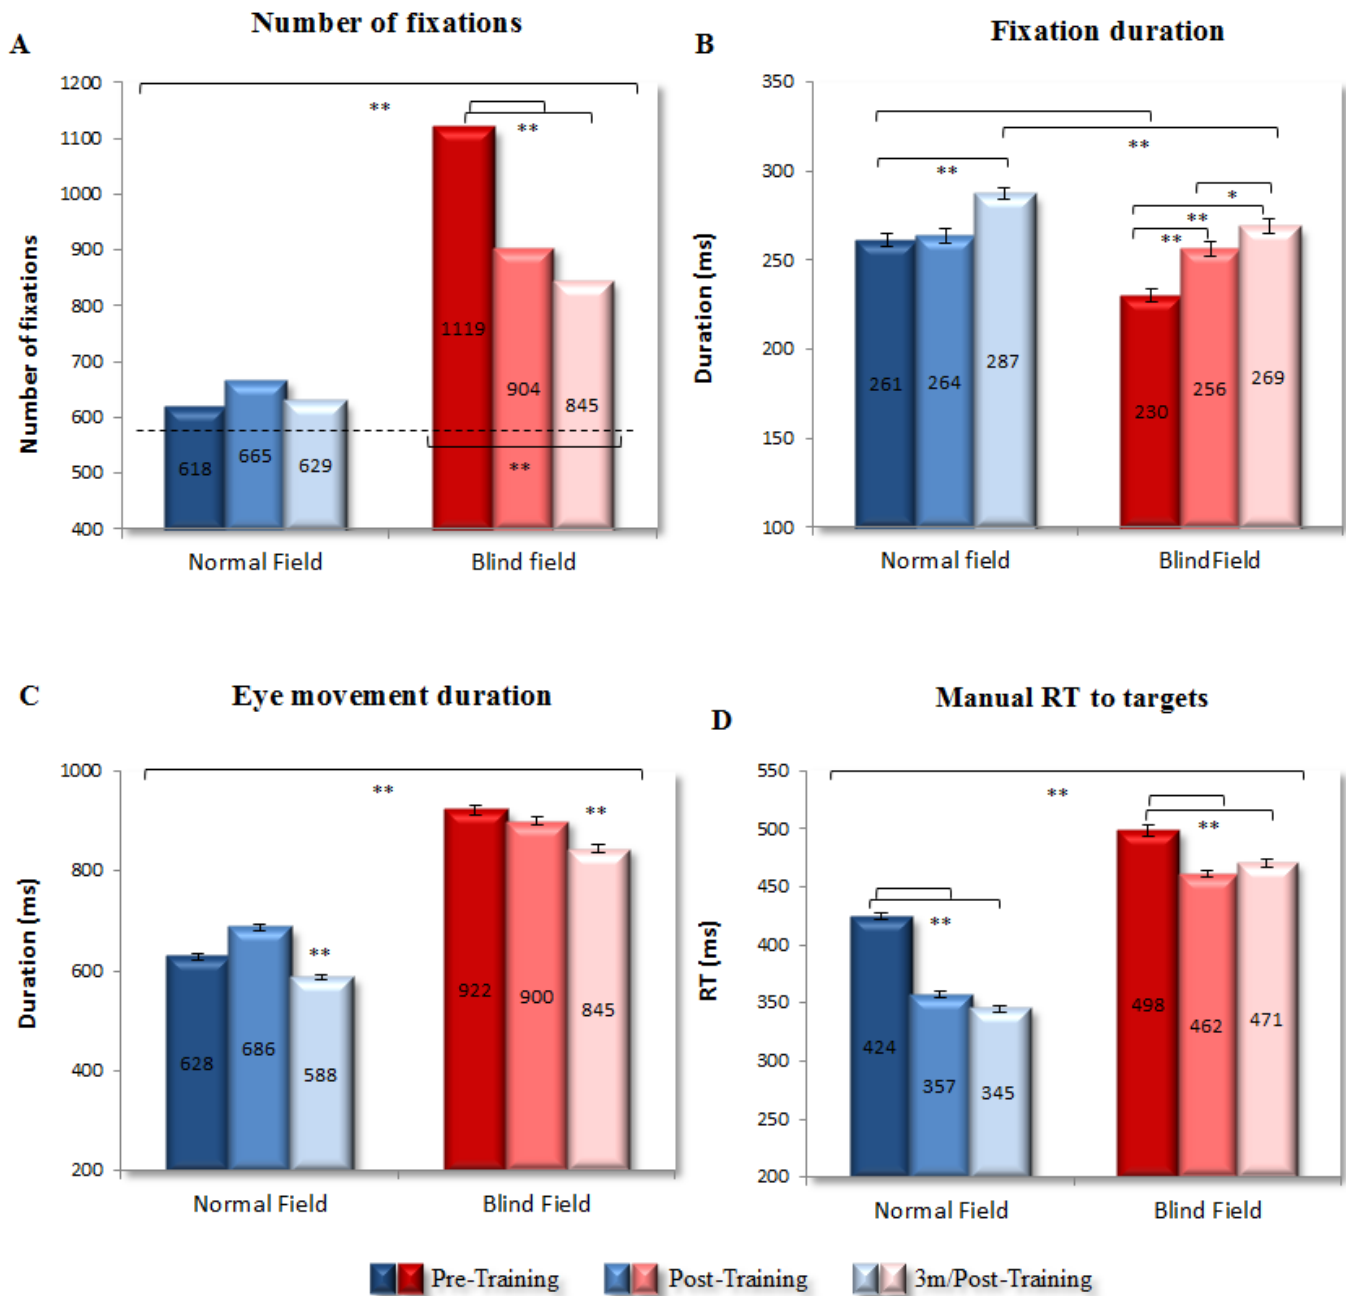 Number of fixations
A
1200
1100
1000
900
800
700
600
500
400
Number of fixations
**
**
**
618
665
629
1119
904
845
Normal Field
Blind field
Fixation duration
B
350
300
250
200
150
100
Duration (ms)
**
**
*
**
**
261
264
287
230
256
269
Normal field
BlindField
Eye movement duration
C
1000
800
600
400
200
Duration (ms)
**
**
**
628
686
588
922
900
845
Normal Field
Blind Field
Manual RT to targets
D
550
500
450
400
350
300
250
200
RT (ms)
**
**
**
424
357
345
498
462
471
Normal Field
Blind Field
Pre-Training
Post-Training
3m/Post-Training